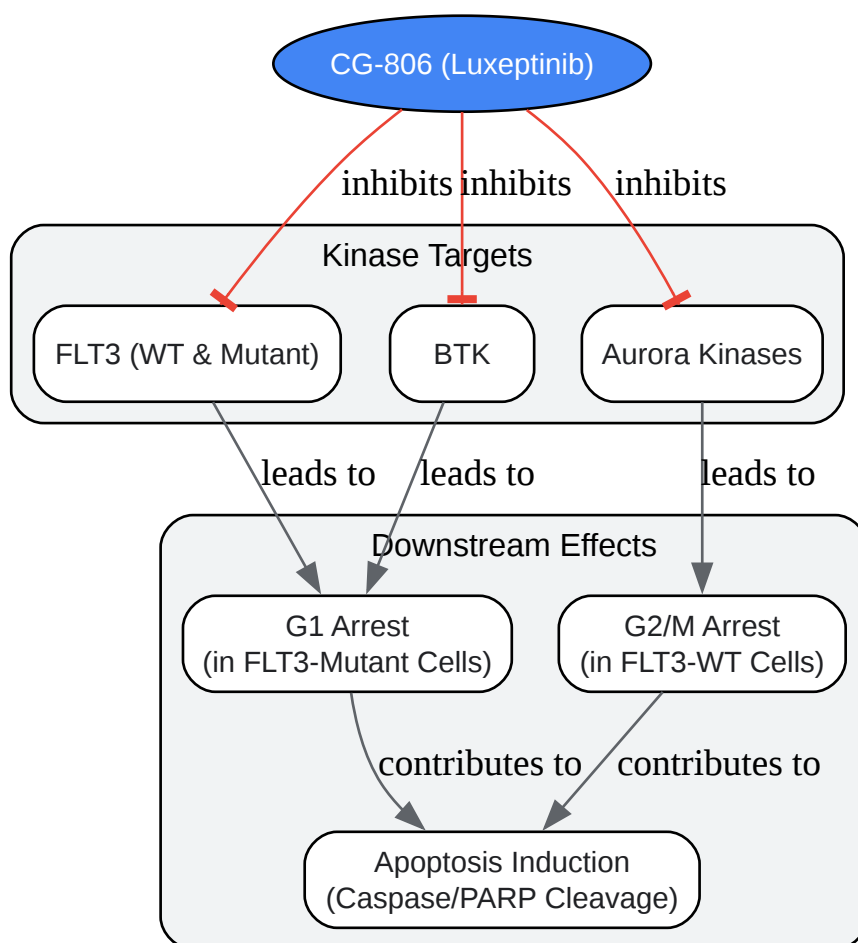 CG-806 (Luxeptinib)
inhibits
inhibits
inhibits
Kinase Targets
FLT3 (WT & Mutant)
BTK
Aurora Kinases
leads to
leads to
leads to
Downstream Effects
G1 Arrest
(in FLT3-Mutant Cells)
G2/M Arrest
(in FLT3-WT Cells)
contributes to
contributes to
Apoptosis Induction
(Caspase/PARP Cleavage)